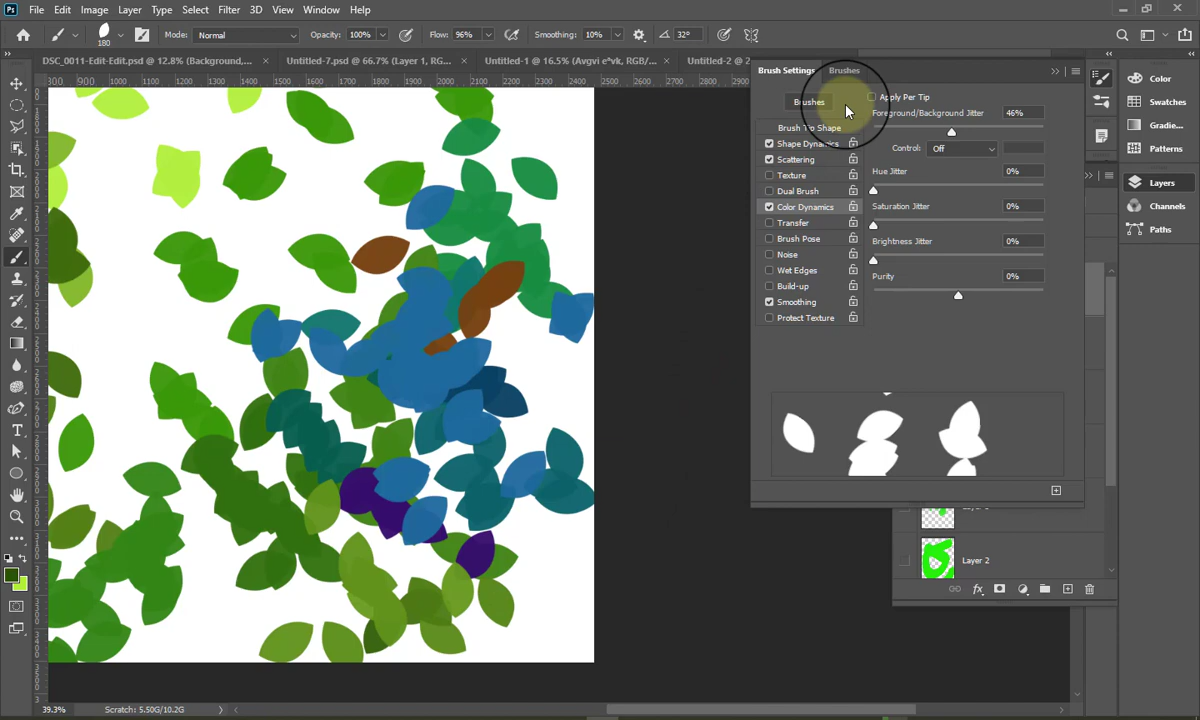 Ps File Edit Image Layer Type Select Filter 3D View Window Help
180 Mode: Normal Opacity: 100% Flow: 96% Smoothing: 10% 32°
DSC_0011-Edit-Edit.psd @ 12.8% (Background,... × Untitled-7.psd @ 66.7% (Layer 1, RG... × Untitled-1 @ 16.5% (Avgvi e^vk, RGB/... × Untitled-2 @ 2
Brush Settings Brushes
Brushes
Apply Per Tip
Foreground/Background Jitter 46%
Control: Off
Hue Jitter 0%
Saturation Jitter 0%
Brightness Jitter 0%
Purity 0%
Brush Tip Shape
Shape Dynamics
Scattering
Texture
Dual Brush
Color Dynamics
Transfer
Brush Pose
Noise
Wet Edges
Build-up
Smoothing
Protect Texture
Color
Swatches
Gradie...
Patterns
Layers
Channels
Paths
Layer 2
39.3% Scratch: 5.50G/10.2G